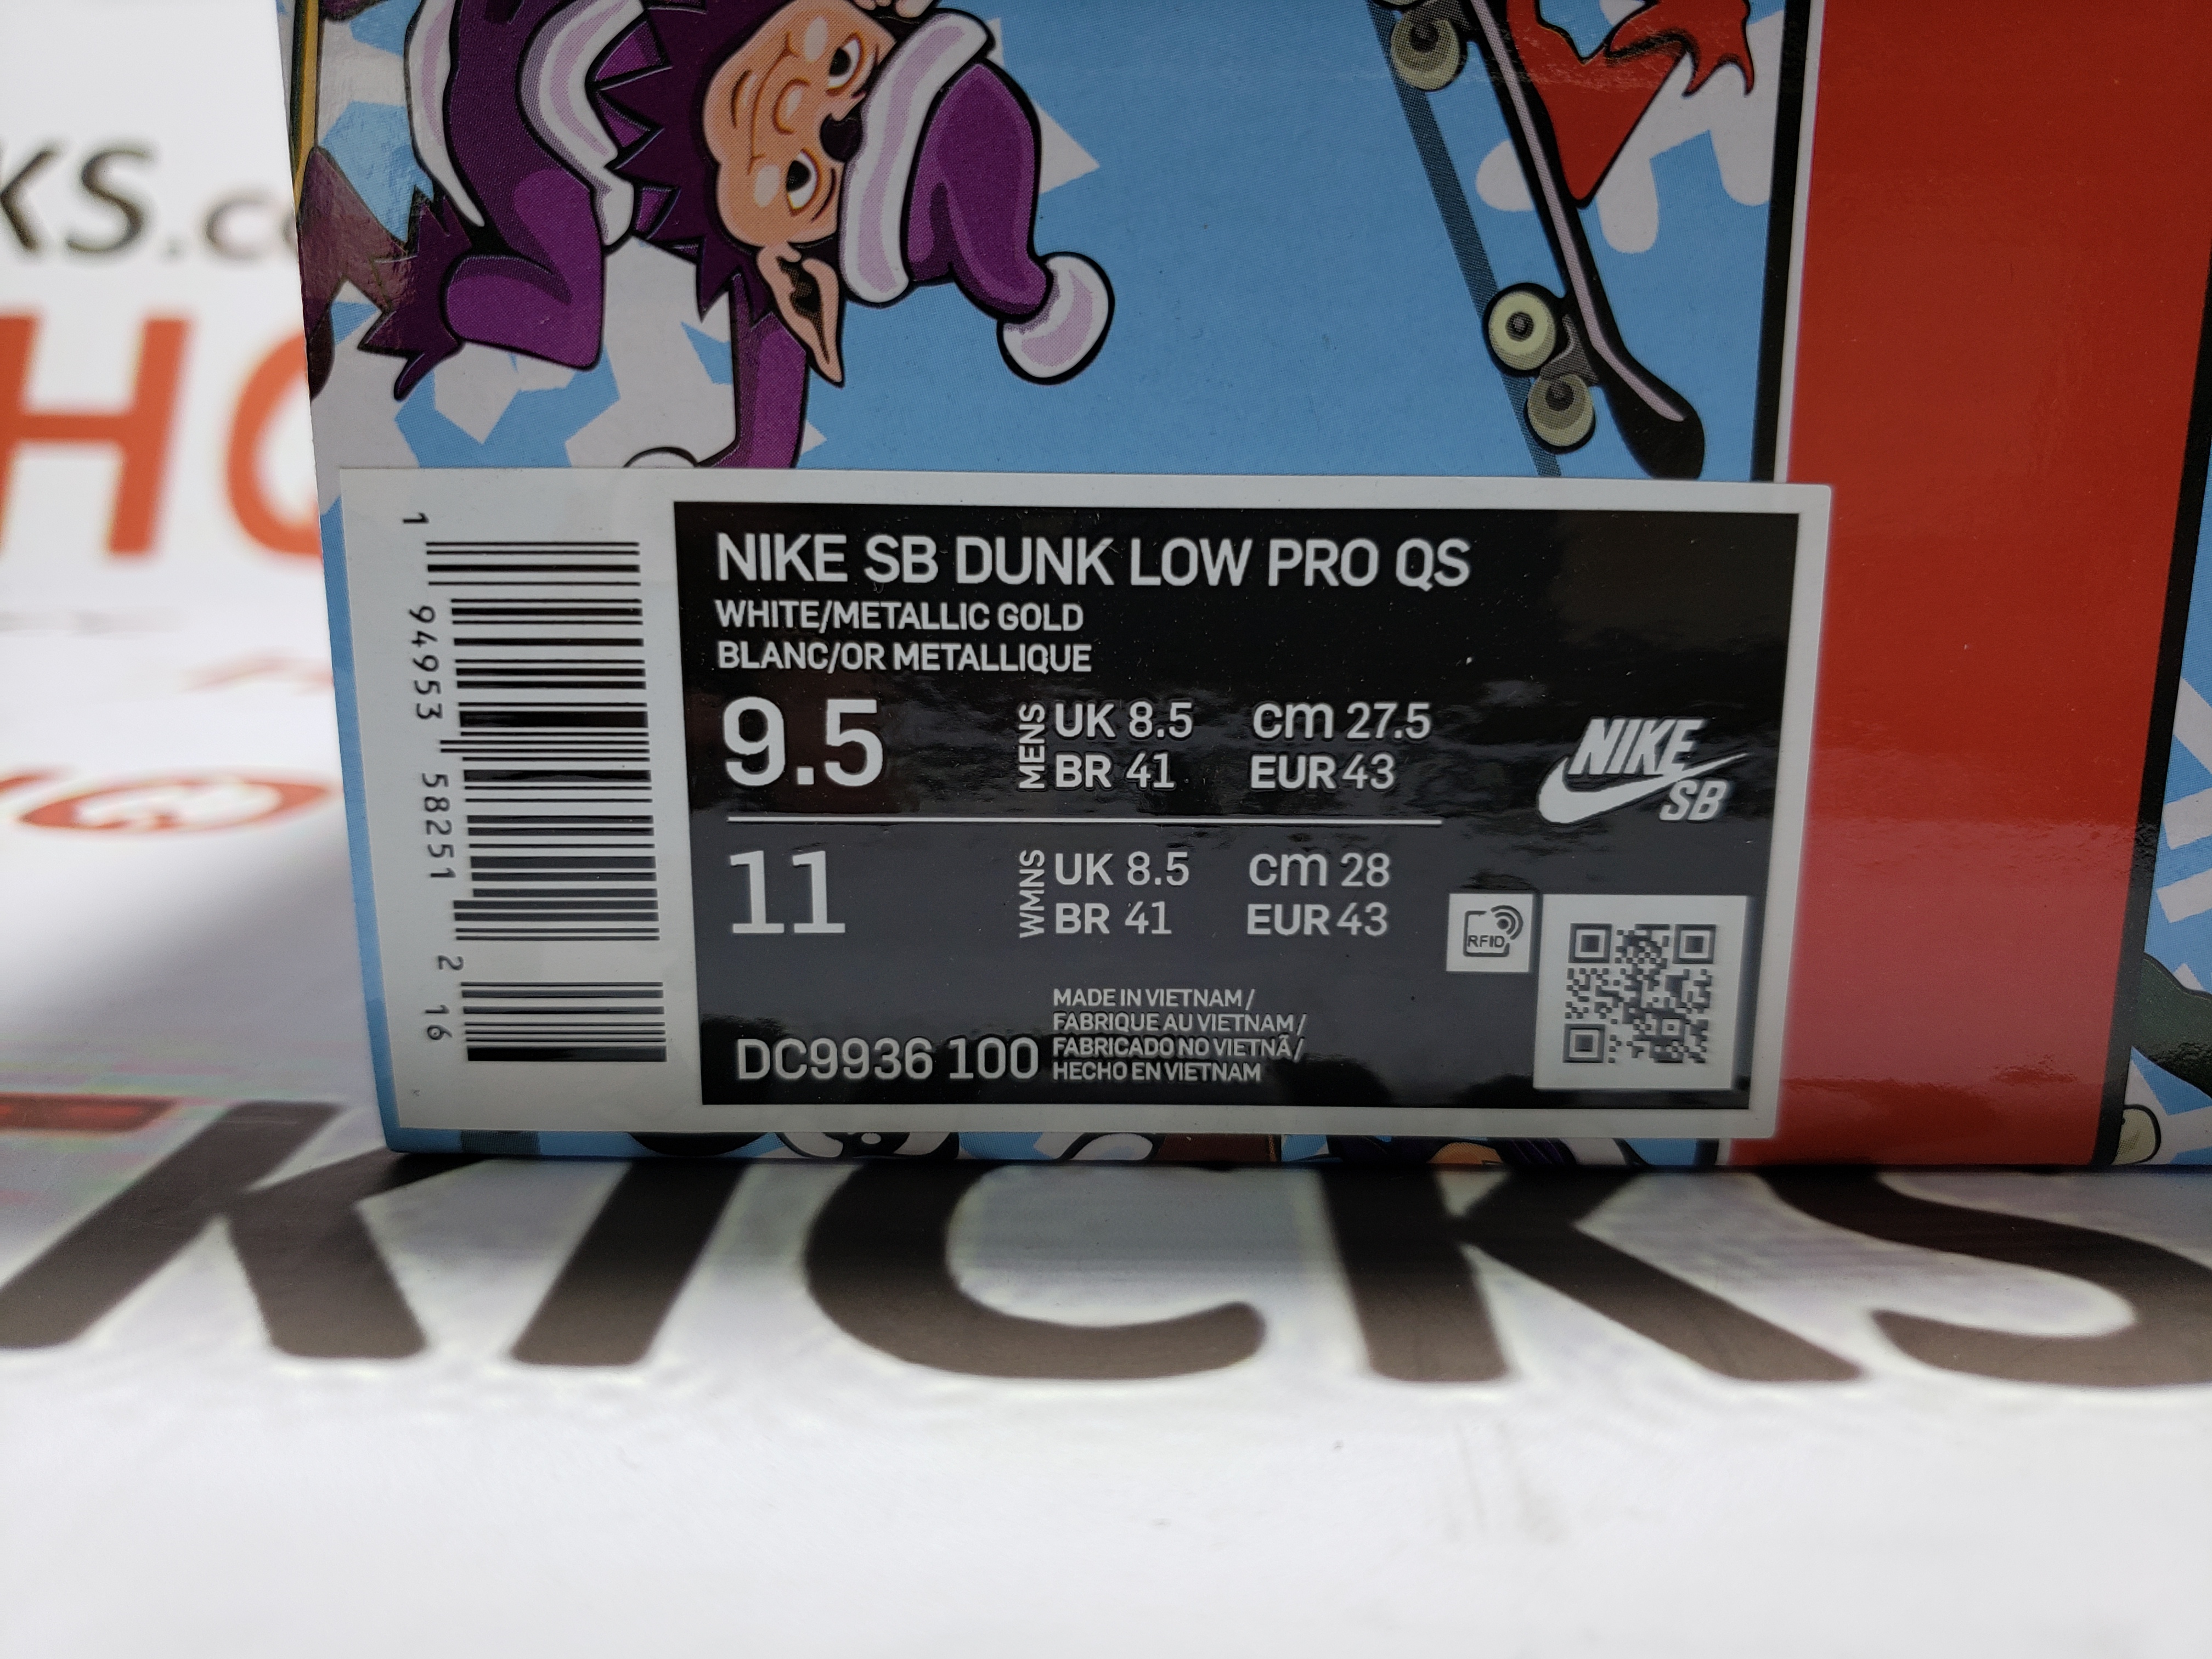 KS.c
HO
1 94953 58251 2 16
NIKE SB DUNK LOW PRO QS
WHITE/METALLIC GOLD
BLANC/OR METALLIQUE
9.5 MENS UK 8.5 cm 27.5
BR 41 EUR 43
NIKE
SB
11 WMNS UK 8.5 cm 28
BR 41 EUR 43
RFID
DC9936 100
MADE IN VIETNAM /
FABRIQUE AU VIETNAM /
FABRICADO NO VIETNÃ /
HECHO EN VIETNAM
KICKS